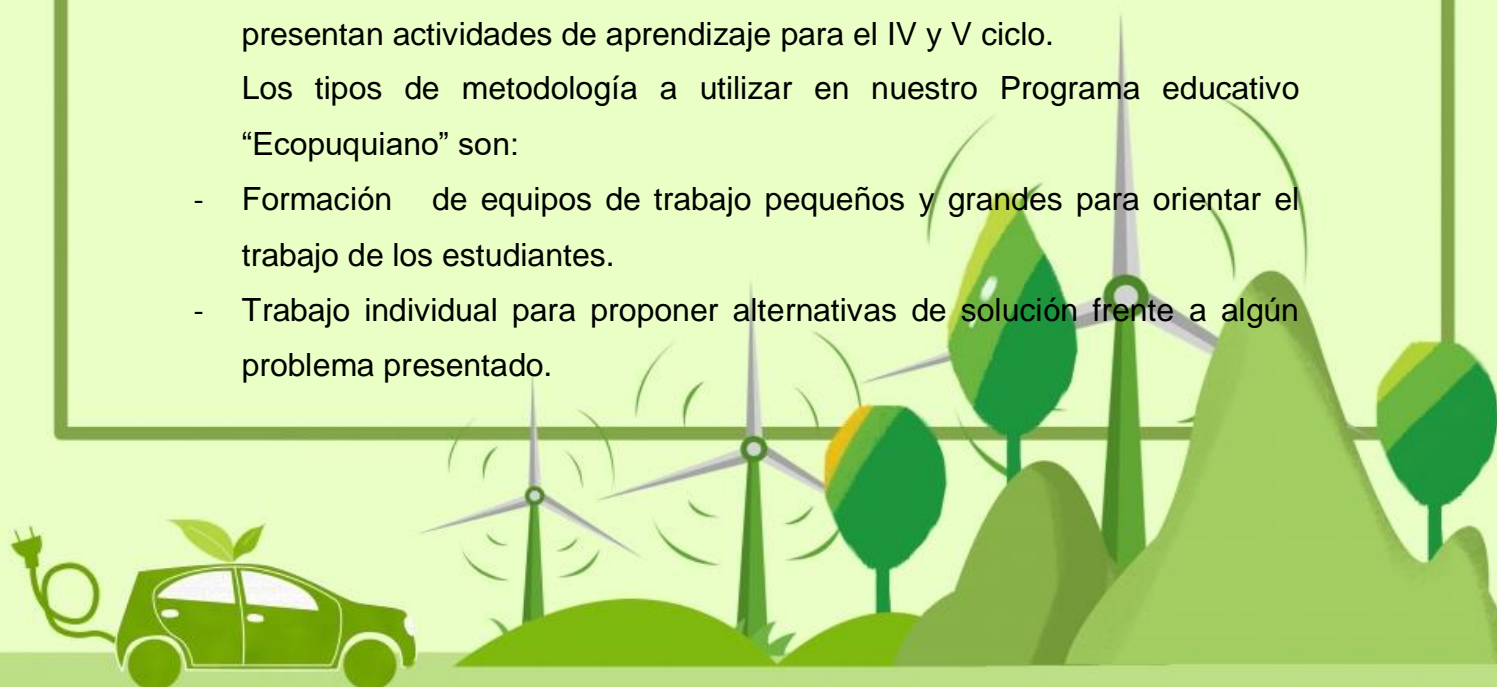 presentan actividades de aprendizaje para el IV y V ciclo.
Los tipos de metodología a utilizar en nuestro Programa educativo
“Ecopuquiano” son:
- Formación de equipos de trabajo pequeños y grandes para orientar el
trabajo de los estudiantes.
- Trabajo individual para proponer alternativas de solución frente a algún
problema presentado.